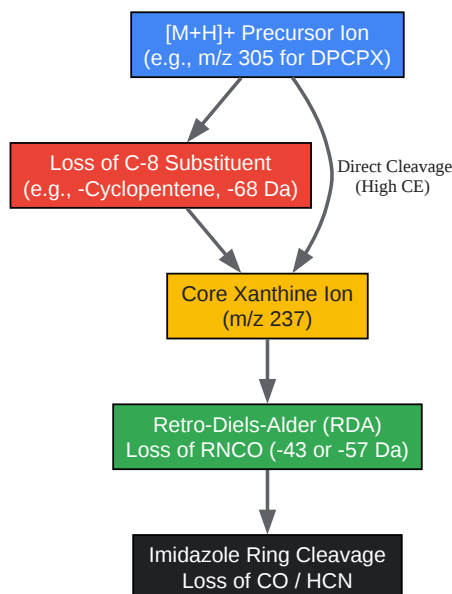 [M+H]+ Precursor Ion
(e.g., m/z 305 for DPCPX)
Loss of C-8 Substituent
(e.g., -Cyclopentene, -68 Da)
Direct Cleavage
(High CE)
Core Xanthine Ion
(m/z 237)
Retro-Diels-Alder (RDA)
Loss of RNCO (-43 or -57 Da)
Imidazole Ring Cleavage
Loss of CO / HCN